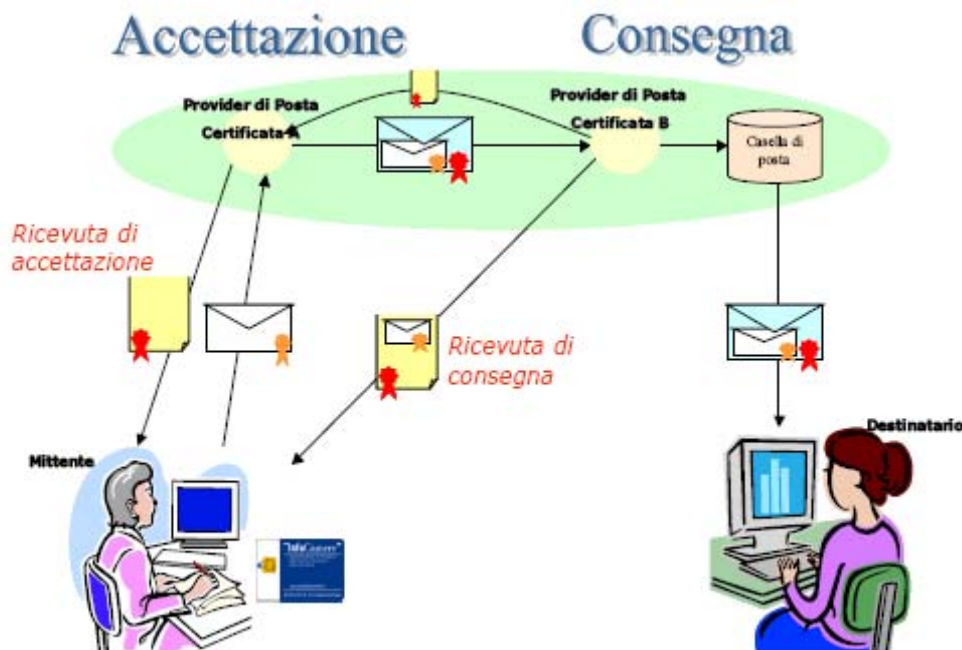 Accettazione
Consegna
Provider di Posta
Certificata A
Provider di Posta
Certificata B
Casella di
posta
Ricevuta di
accettazione
Ricevuta di
consegna
Mittente
Destinatario